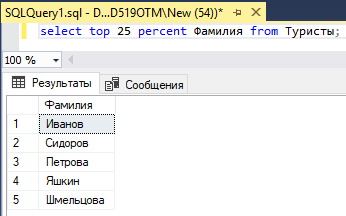 SQLQuery1.sql - D...D519OTM\New (54))*
select top 25 percent Фамилия from Туристы;
100 %
Результаты Сообщения
Фамилия
1 Иванов
2 Сидоров
3 Петрова
4 Яшкин
5 Шмельцова